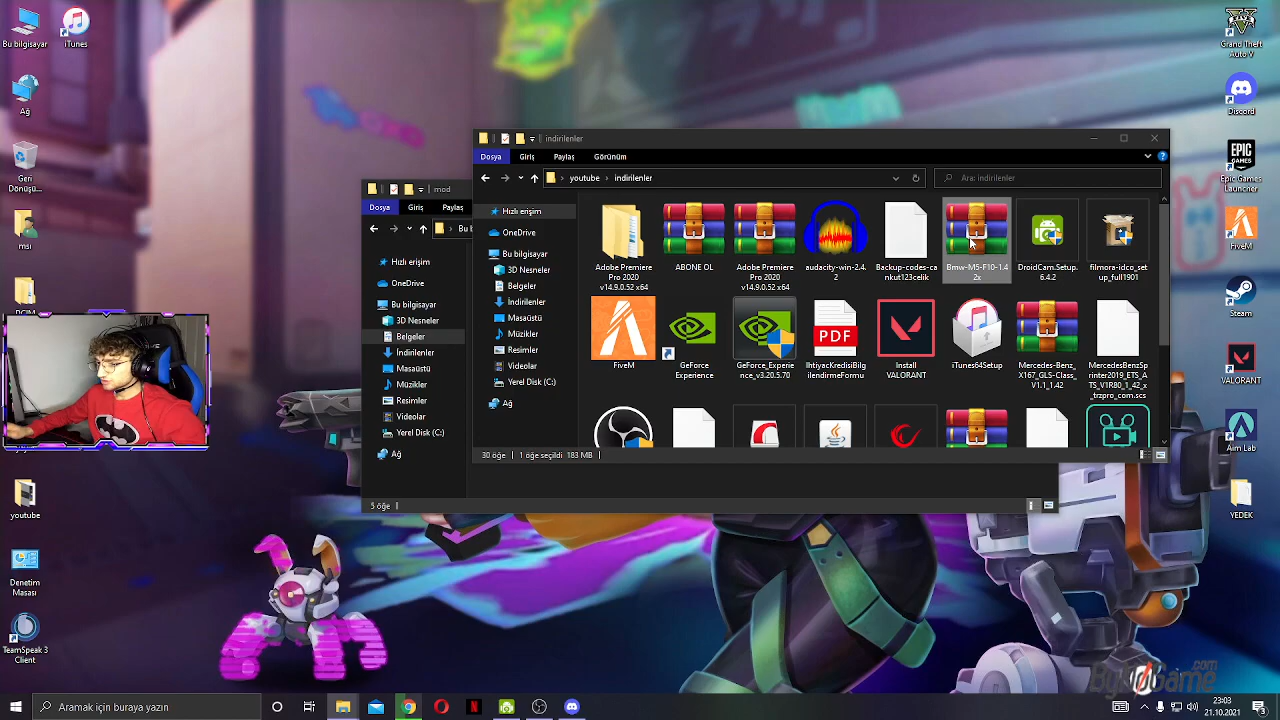 Bu bilgisayar
iTunes
Ağ
Geri
Dönüş...
msi
youtube
Denetim
Masası
TeamSpeak 3
Client
mod
Dosya
Giriş
Paylaş
Bu b
Hızlı erişim
OneDrive
Bu bilgisayar
3D Nesneler
Belgeler
İndirilenler
Masaüstü
Müzikler
Resimler
Videolar
Yerel Disk (C:)
Ağ
5 öğe
indirilenler
Dosya
Giriş
Paylaş
Görünüm
youtube › indirilenler
Ara: indirilenler
Hızlı erişim
OneDrive
Bu bilgisayar
3D Nesneler
Belgeler
İndirilenler
Masaüstü
Müzikler
Resimler
Videolar
Yerel Disk (C:)
Ağ
Adobe Premiere
Pro 2020
v14.9.0.52 x64
ABONE OL
Adobe Premiere
Pro 2020
v14.9.0.52 x64
audacity-win-2.4.
2
Backup-codes-ca
nkut123celik
Bmw-M5-F10-1.4
2x
DroidCam.Setup.
6.4.2
filmora-idco_set
up_full1901
FiveM
GeForce
Experience
GeForce_Experie
nce_v3.20.5.70
PDF
IhtiyacKredisiBilg
ilendirmeFormu
Install
VALORANT
iTunes64Setup
Mercedes-Benz_
X167_GLS-Class_
V1.1_1.42
MercedesBenzSp
rinter2019_ETS_
ATS_V1R80_1_42_x
_trzpro_com.scs
30 öğe
1 öğe seçildi 183 MB
Grand Theft
Auto V
Discord
EPIC
GAMES
Epic Games
Launcher
FiveM
Steam
VALORANT
Aim Lab
YEDEK
ByNoGame
.com
Aramak için buraya yazın
23:03
21.10.2021
3